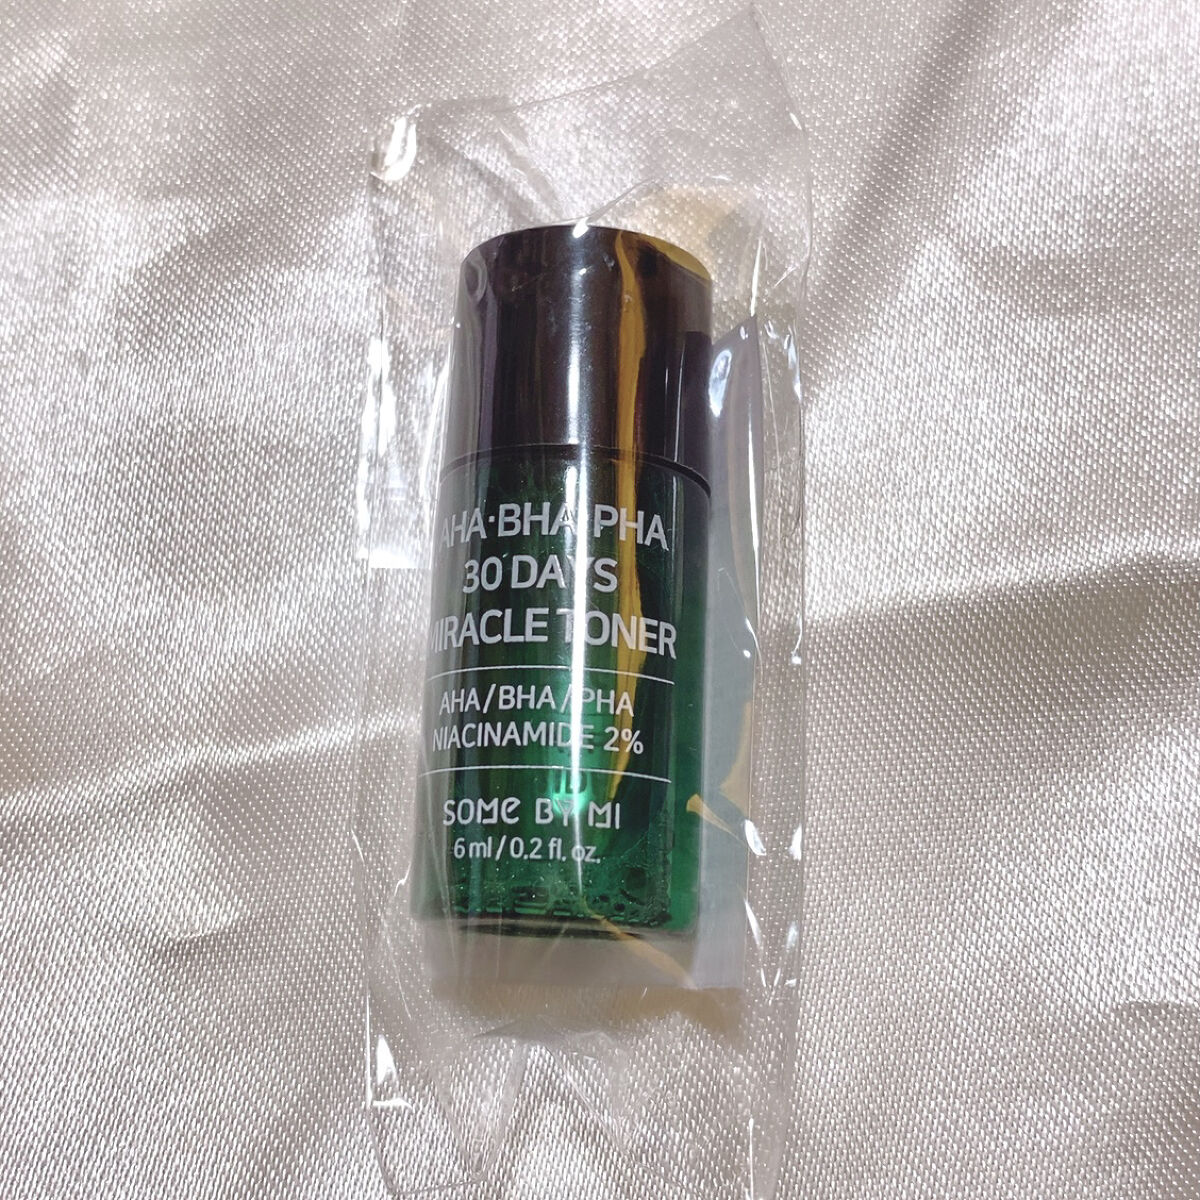 AHA·BHA·PHA
30 DAYS
MIRACLE TONER
AHA/BHA/PHA
NIACINAMIDE 2%
SOME BY MI
6 ml / 0.2 fl. oz.